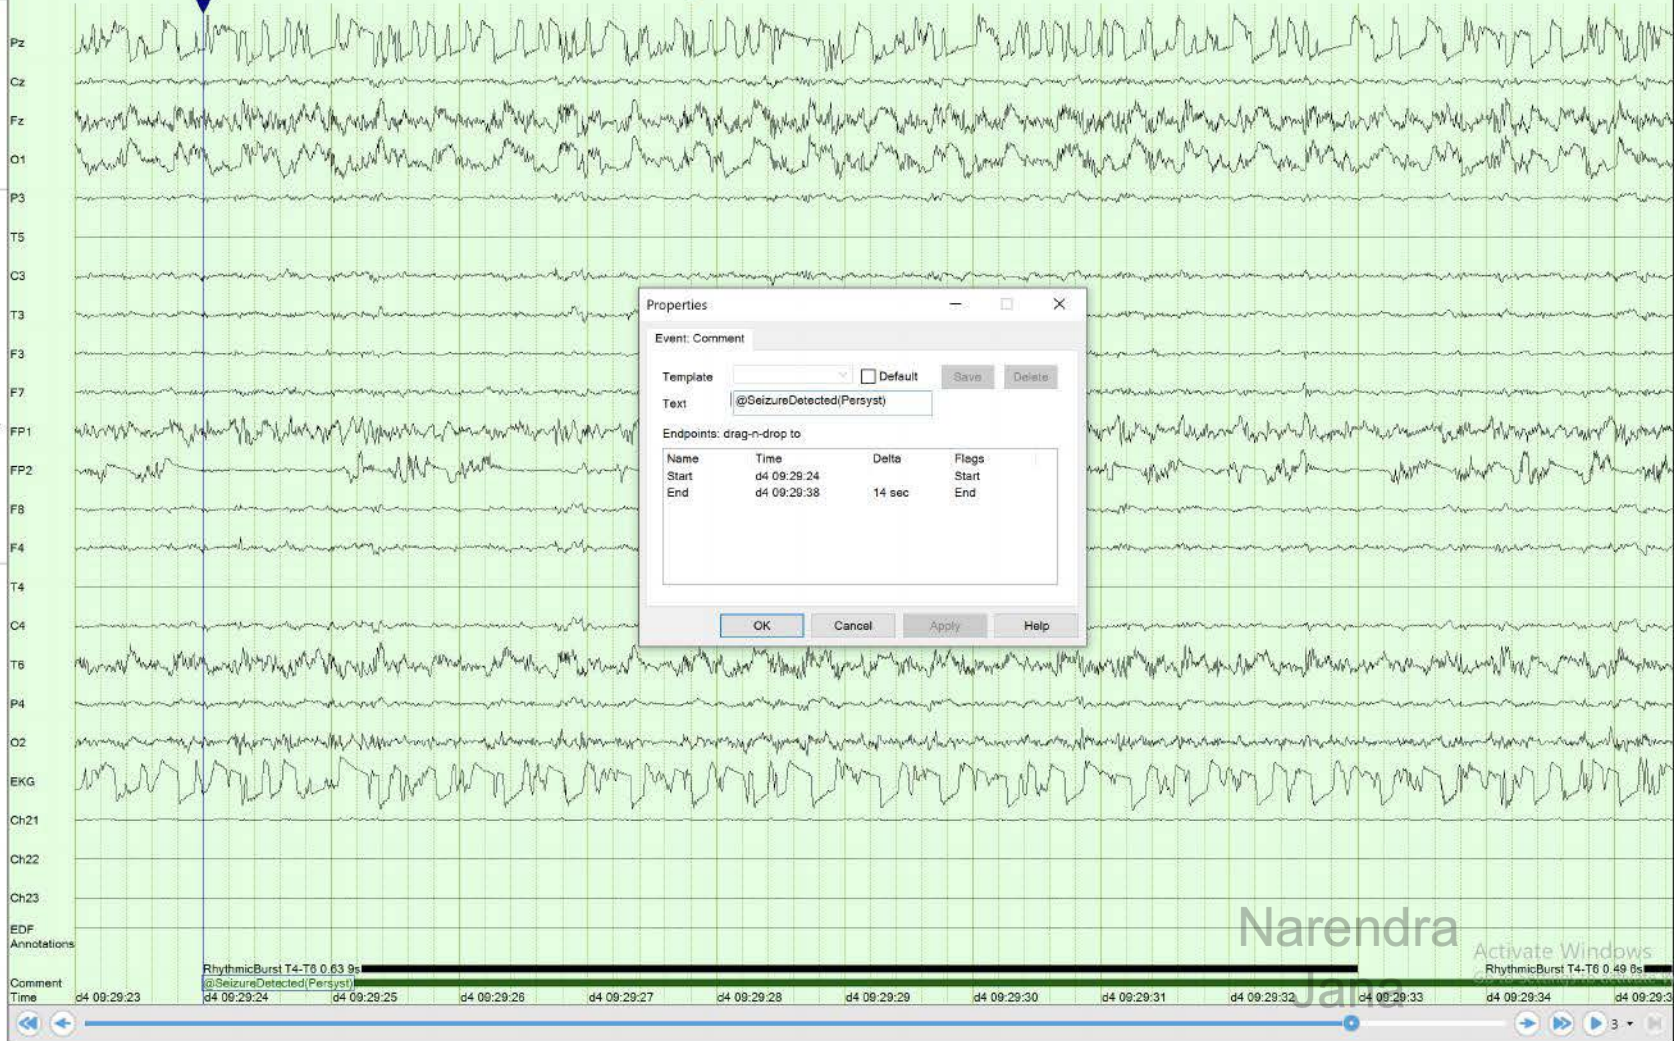 Pz
Cz
Fz
O1
P3
T5
C3
T3
F3
F7
FP1
FP2
F8
F4
T4
C4
T6
P4
O2
EKG
Ch21
Ch22
Ch23
EDF
Annotations
Properties
Event: Comment
Template Default Save Delete
Text @SeizureDetected(Persyst)
Endpoints: drag-n-drop to
Name Time Delta Flags
Start d4 09:29:24 Start
End d4 09:29:38 14 sec End
OK Cancel Apply Help
Narendra
Jana
Activate Windows
RhythmicBurst T4-T6 0.63 9s RhythmicBurst T4-T6 0.49 6s
Comment @SeizureDetected(Persyst)
Time d4 09:29:23 d4 09:29:24 d4 09:29:25 d4 09:29:26 d4 09:29:27 d4 09:29:28 d4 09:29:29 d4 09:29:30 d4 09:29:31 d4 09:29:32 d4 09:29:33 d4 09:29:34 d4 09:29:3
3